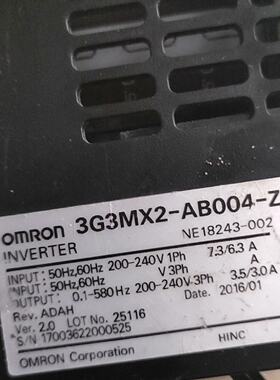 OMRON 3G3MX2-AB004-Z
INVERTER NE18243-002
INPUT: 50Hz,60Hz 200-240V 1Ph 7.3/6.3 A
INPUT: 50Hz,60Hz V 3Ph A
OUTPUT: 0.1-580Hz 200-240V 3Ph 3.5/3.0A
Rev. ADAH Date: 2016/01
Ver. 2.0 LOT No. 25116
*S/N 17003622000525
OMRON Corporation HINC